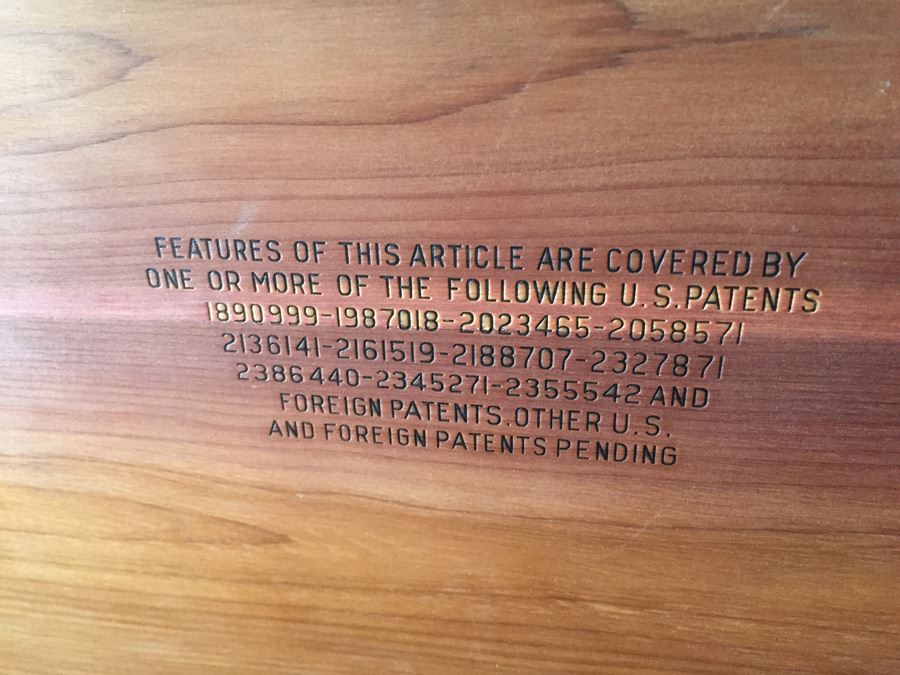 FEATURES OF THIS ARTICLE ARE COVERED BY
ONE OR MORE OF THE FOLLOWING U.S.PATENTS
1890999-1987018-2023465-2058571
2136141-2161519-2188707-2327871
2386440-2345271-2355542 AND
FOREIGN PATENTS.OTHER U.S.
AND FOREIGN PATENTS PENDING